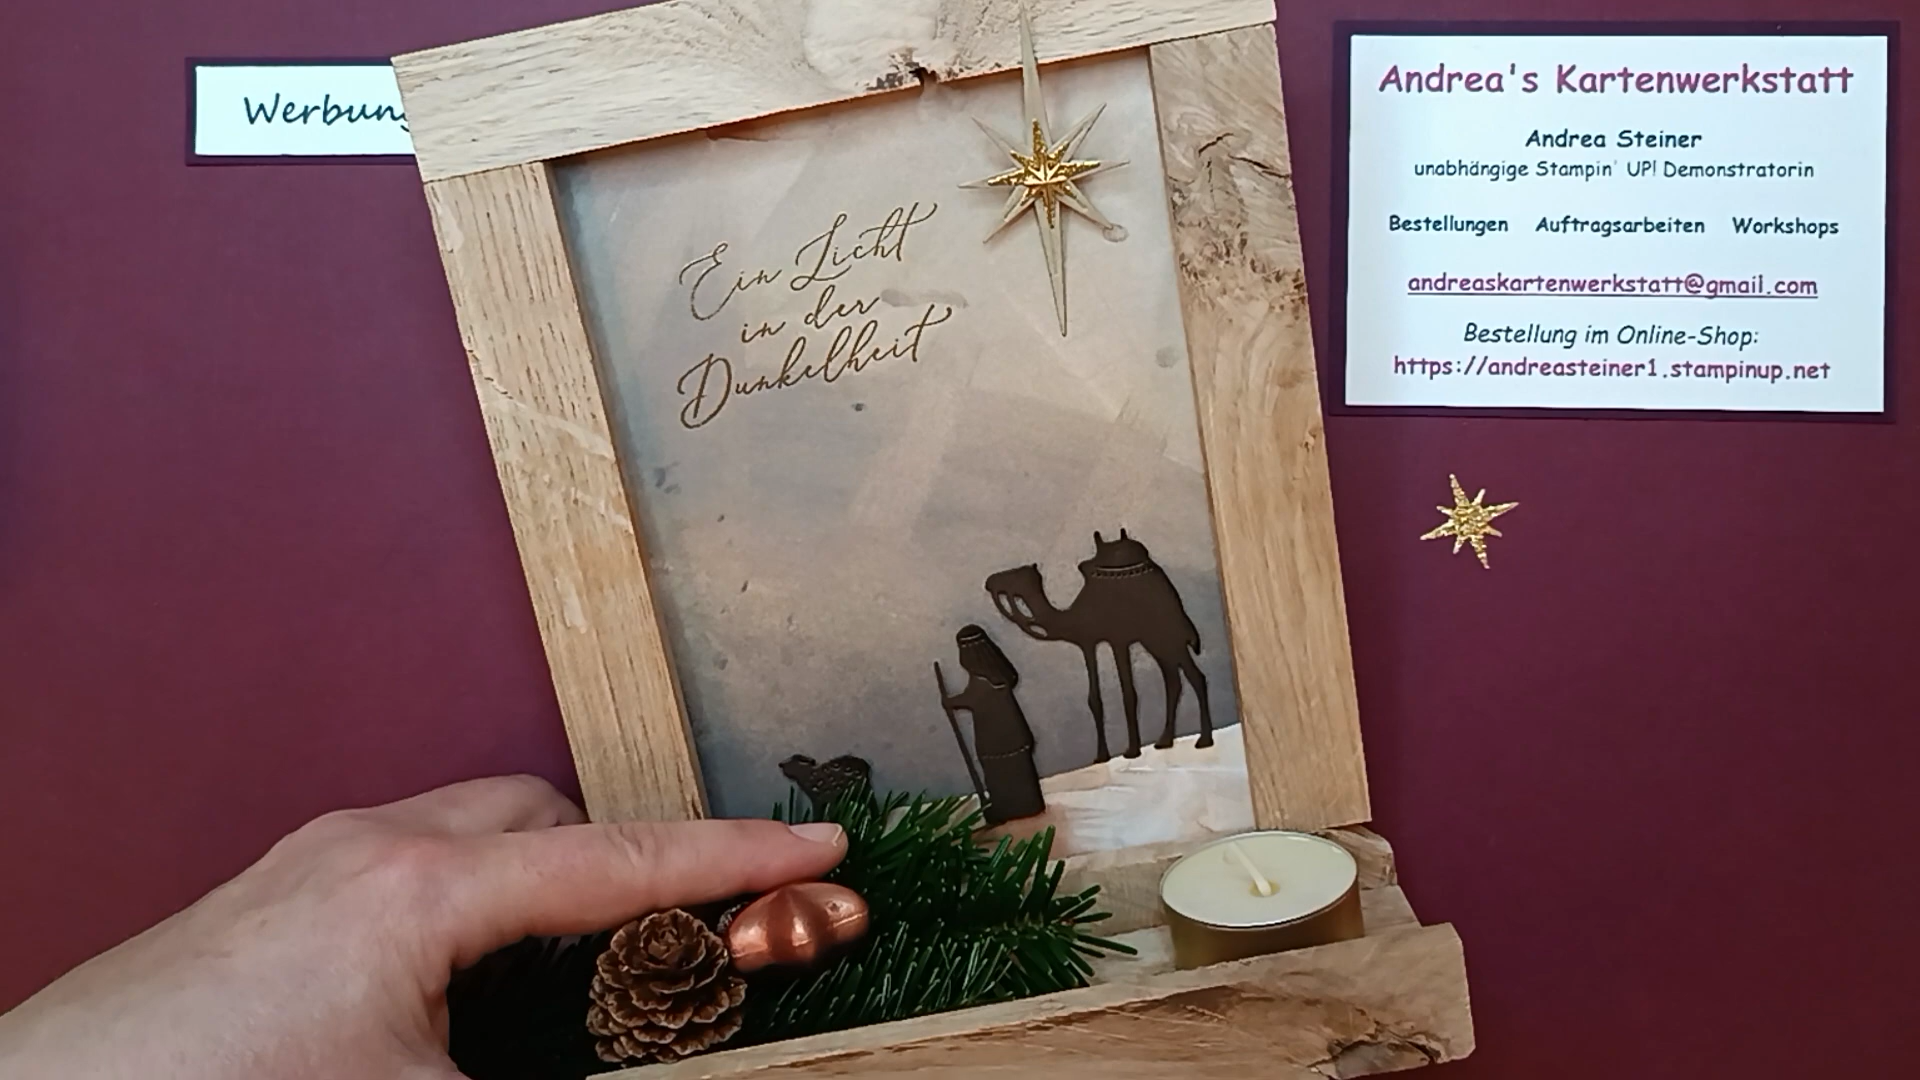 Werbung
Ein Licht
in der
Dunkelheit
Andrea's Kartenwerkstatt
Andrea Steiner
unabhängige Stampin' UP! Demonstratorin
Bestellungen Auftragsarbeiten Workshops
andreaskartenwerkstatt@gmail.com
Bestellung im Online-Shop:
https://andreasteiner1.stampinup.net